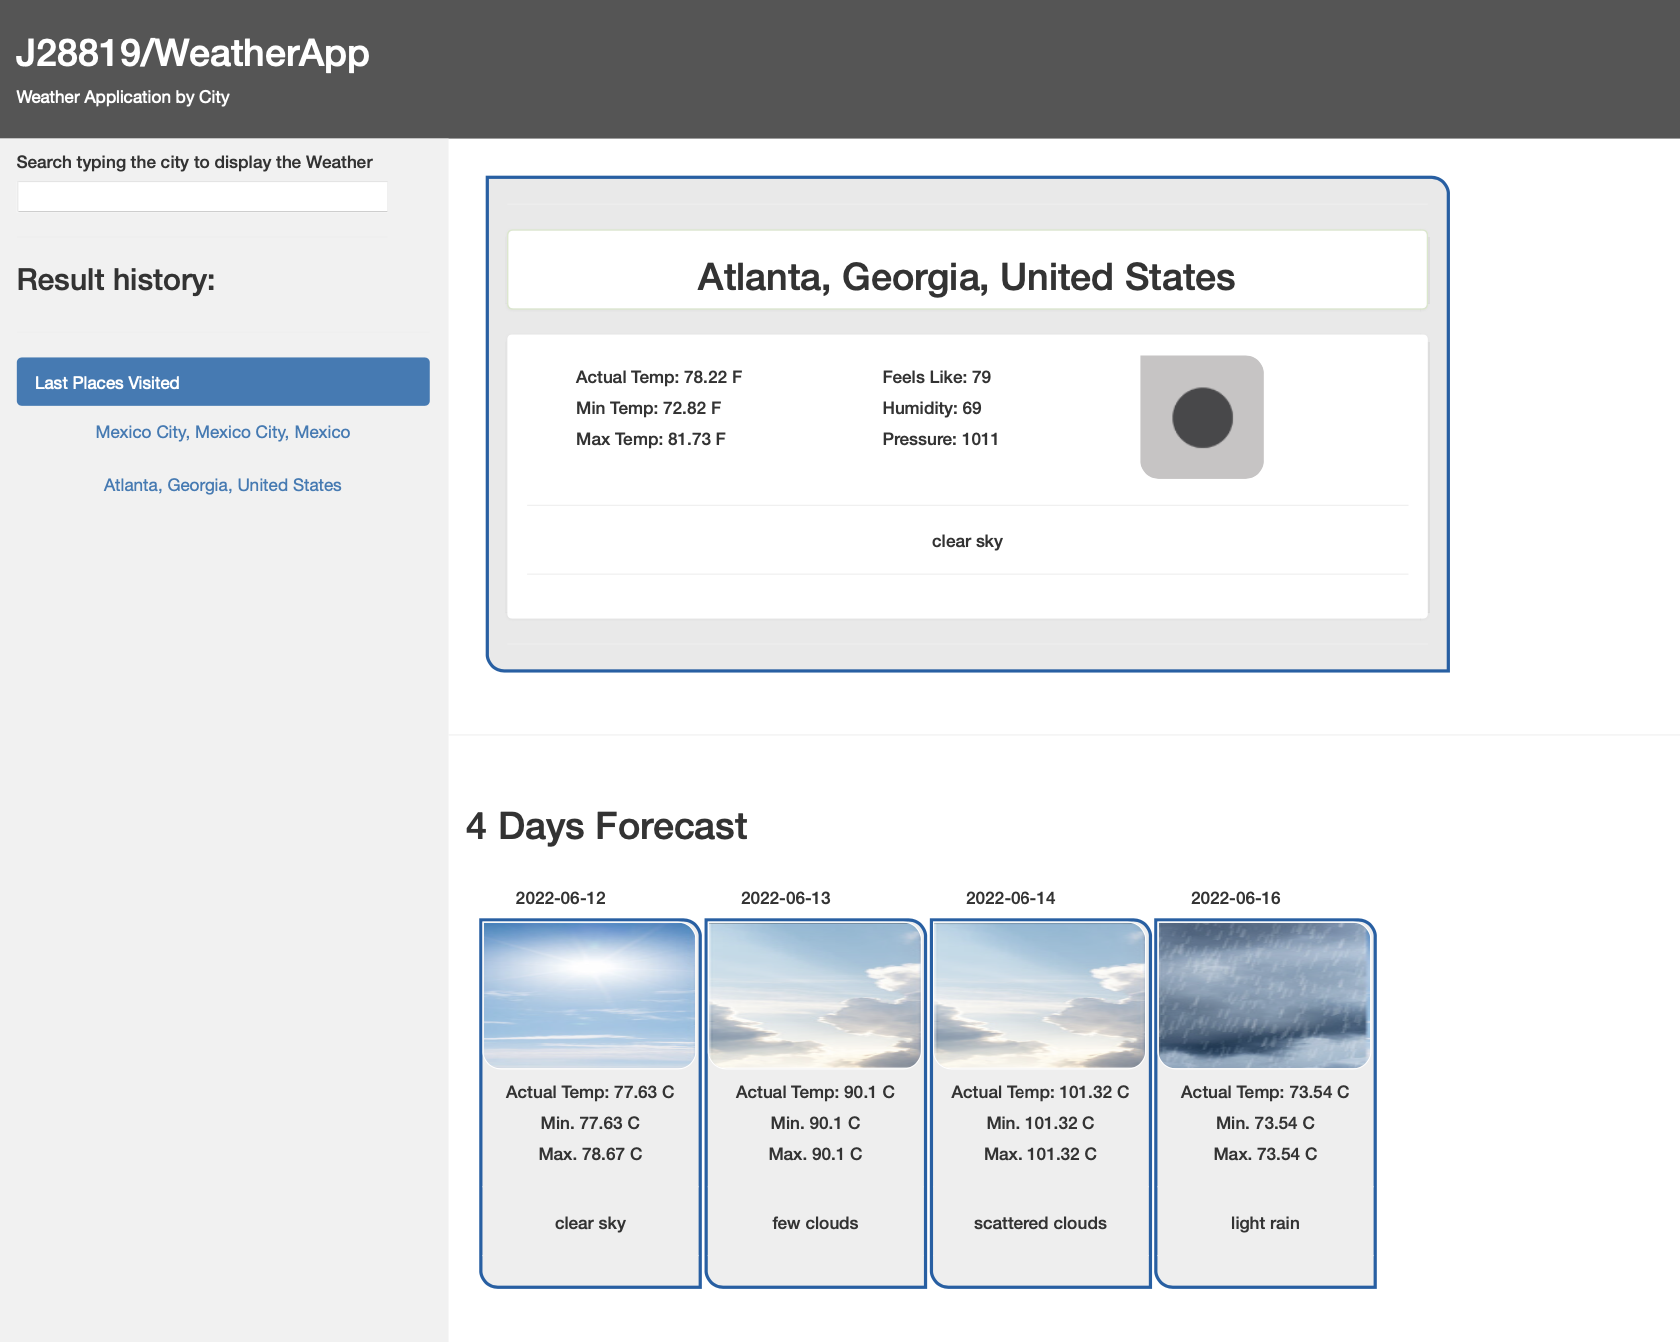 J28819/WeatherApp
Weather Application by City
Search typing the city to display the Weather
Result history:
Last Places Visited
Mexico City, Mexico City, Mexico
Atlanta, Georgia, United States
Atlanta, Georgia, United States
Actual Temp: 78.22 F
Min Temp: 72.82 F
Max Temp: 81.73 F
Feels Like: 79
Humidity: 69
Pressure: 1011
clear sky
4 Days Forecast
2022-06-12
Actual Temp: 77.63 C
Min. 77.63 C
Max. 78.67 C
clear sky
2022-06-13
Actual Temp: 90.1 C
Min. 90.1 C
Max. 90.1 C
few clouds
2022-06-14
Actual Temp: 101.32 C
Min. 101.32 C
Max. 101.32 C
scattered clouds
2022-06-16
Actual Temp: 73.54 C
Min. 73.54 C
Max. 73.54 C
light rain